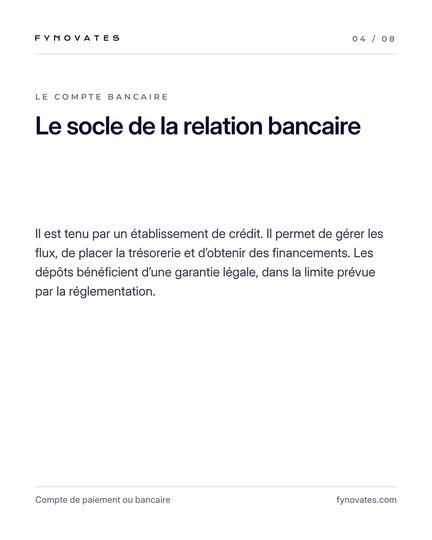 FYNOVATES
04 / 08
LE COMPTE BANCAIRE
Le socle de la relation bancaire
Il est tenu par un établissement de crédit. Il permet de gérer les
flux, de placer la trésorerie et d’obtenir des financements. Les
dépôts bénéficient d’une garantie légale, dans la limite prévue
par la réglementation.
Compte de paiement ou bancaire
fynovates.com